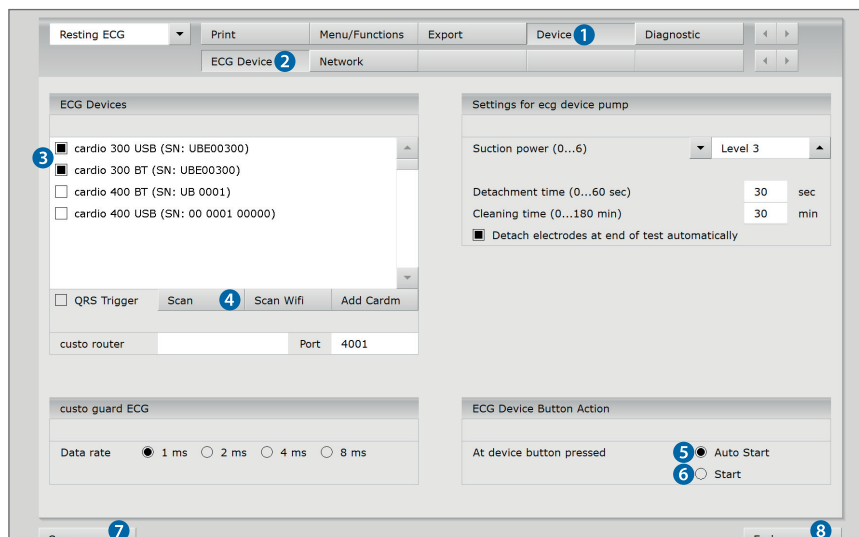 Resting ECG Print Menu/Functions Export Device 1 Diagnostic
ECG Device 2 Network
ECG Devices
3
cardio 300 USB (SN: UBE00300)
cardio 300 BT (SN: UBE00300)
cardio 400 BT (SN: UB 0001)
cardio 400 USB (SN: 00 0001 00000)
QRS Trigger Scan 4 Scan Wifi Add Cardm
custo router Port 4001
Settings for ecg device pump
Suction power (0...6) Level 3
Detachment time (0...60 sec) 30 sec
Cleaning time (0...180 min) 30 min
Detach electrodes at end of test automatically
custo guard ECG
Data rate 1 ms 2 ms 4 ms 8 ms
ECG Device Button Action
At device button pressed 5 Auto Start
6 Start
7 8